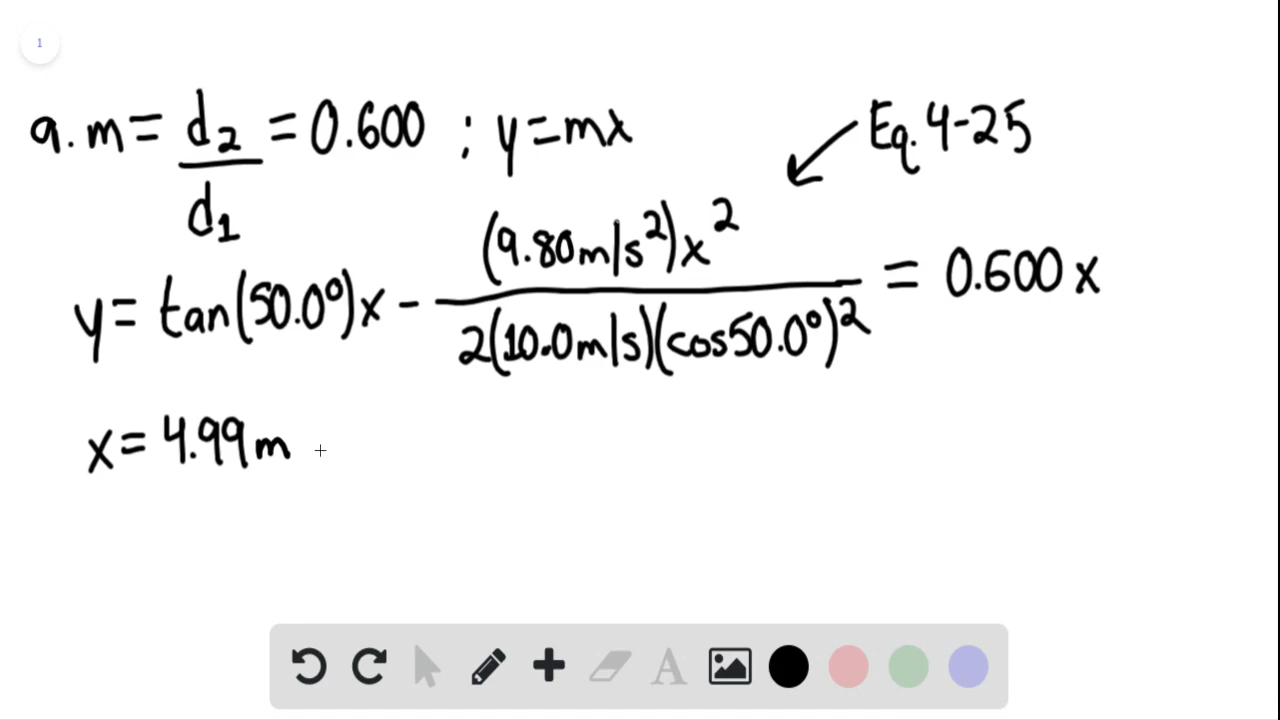 1
a. m = d₂/d₁ = 0.600 ; y = mx
Eq. 4-25
y = tan(50.0°)x - (9.80m/s²)x² / 2(10.0m/s)(cos50.0°)² = 0.600x
x = 4.99m
A